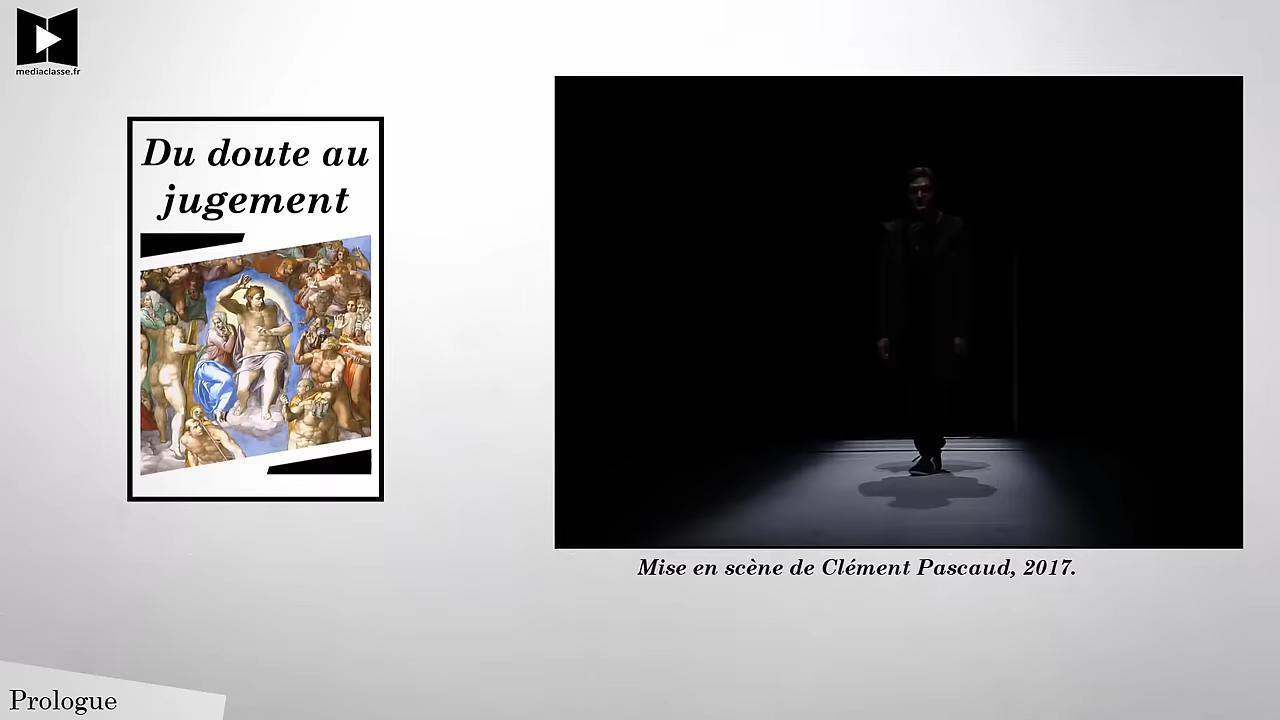 mediaclasse.fr
Du doute au
jugement
Mise en scène de Clément Pascaud, 2017.
Prologue